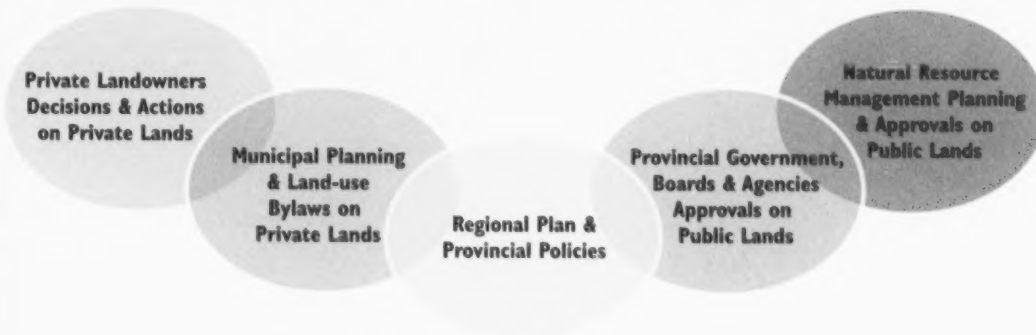 Private Landowners
Decisions & Actions
on Private Lands
Municipal Planning
& Land-use
Bylaws on
Private Lands
Regional Plan &
Provincial Policies
Provincial Government,
Boards & Agencies
Approvals on
Public Lands
Natural Resource
Management Planning
& Approvals on
Public Lands